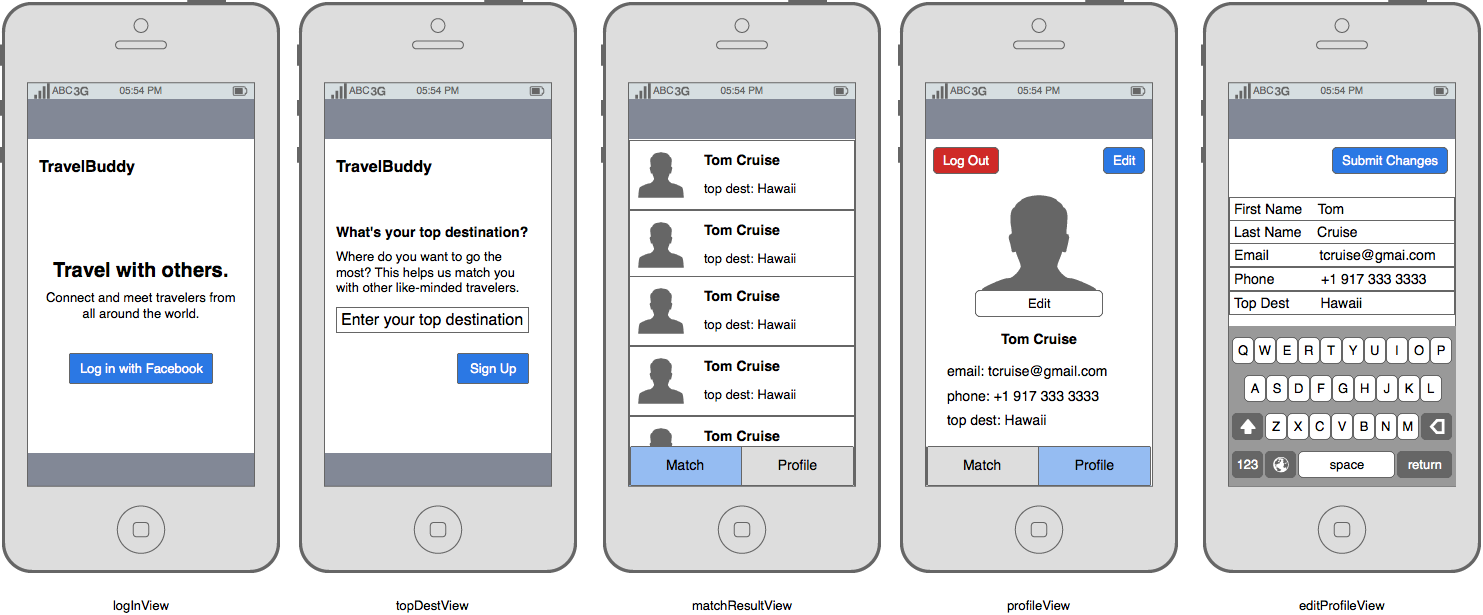 ABC 3G 05:54 PM
TravelBuddy
Travel with others.
Connect and meet travelers from
all around the world.
Log in with Facebook
logInView
ABC 3G 05:54 PM
TravelBuddy
What's your top destination?
Where do you want to go the
most? This helps us match you
with other like-minded travelers.
Enter your top destination
Sign Up
topDestView
ABC 3G 05:54 PM
Tom Cruise
top dest: Hawaii
Tom Cruise
top dest: Hawaii
Tom Cruise
top dest: Hawaii
Tom Cruise
top dest: Hawaii
Tom Cruise
Match Profile
matchResultView
ABC 3G 05:54 PM
Log Out Edit
Edit
Tom Cruise
email: tcruise@gmail.com
phone: +1 917 333 3333
top dest: Hawaii
Match Profile
profileView
ABC 3G 05:54 PM
Submit Changes
First Name Tom
Last Name Cruise
Email tcruise@gmai.com
Phone +1 917 333 3333
Top Dest Hawaii
Q W E R T Y U I O P
A S D F G H J K L
Z X C V B N M
123 space return
editProfileView